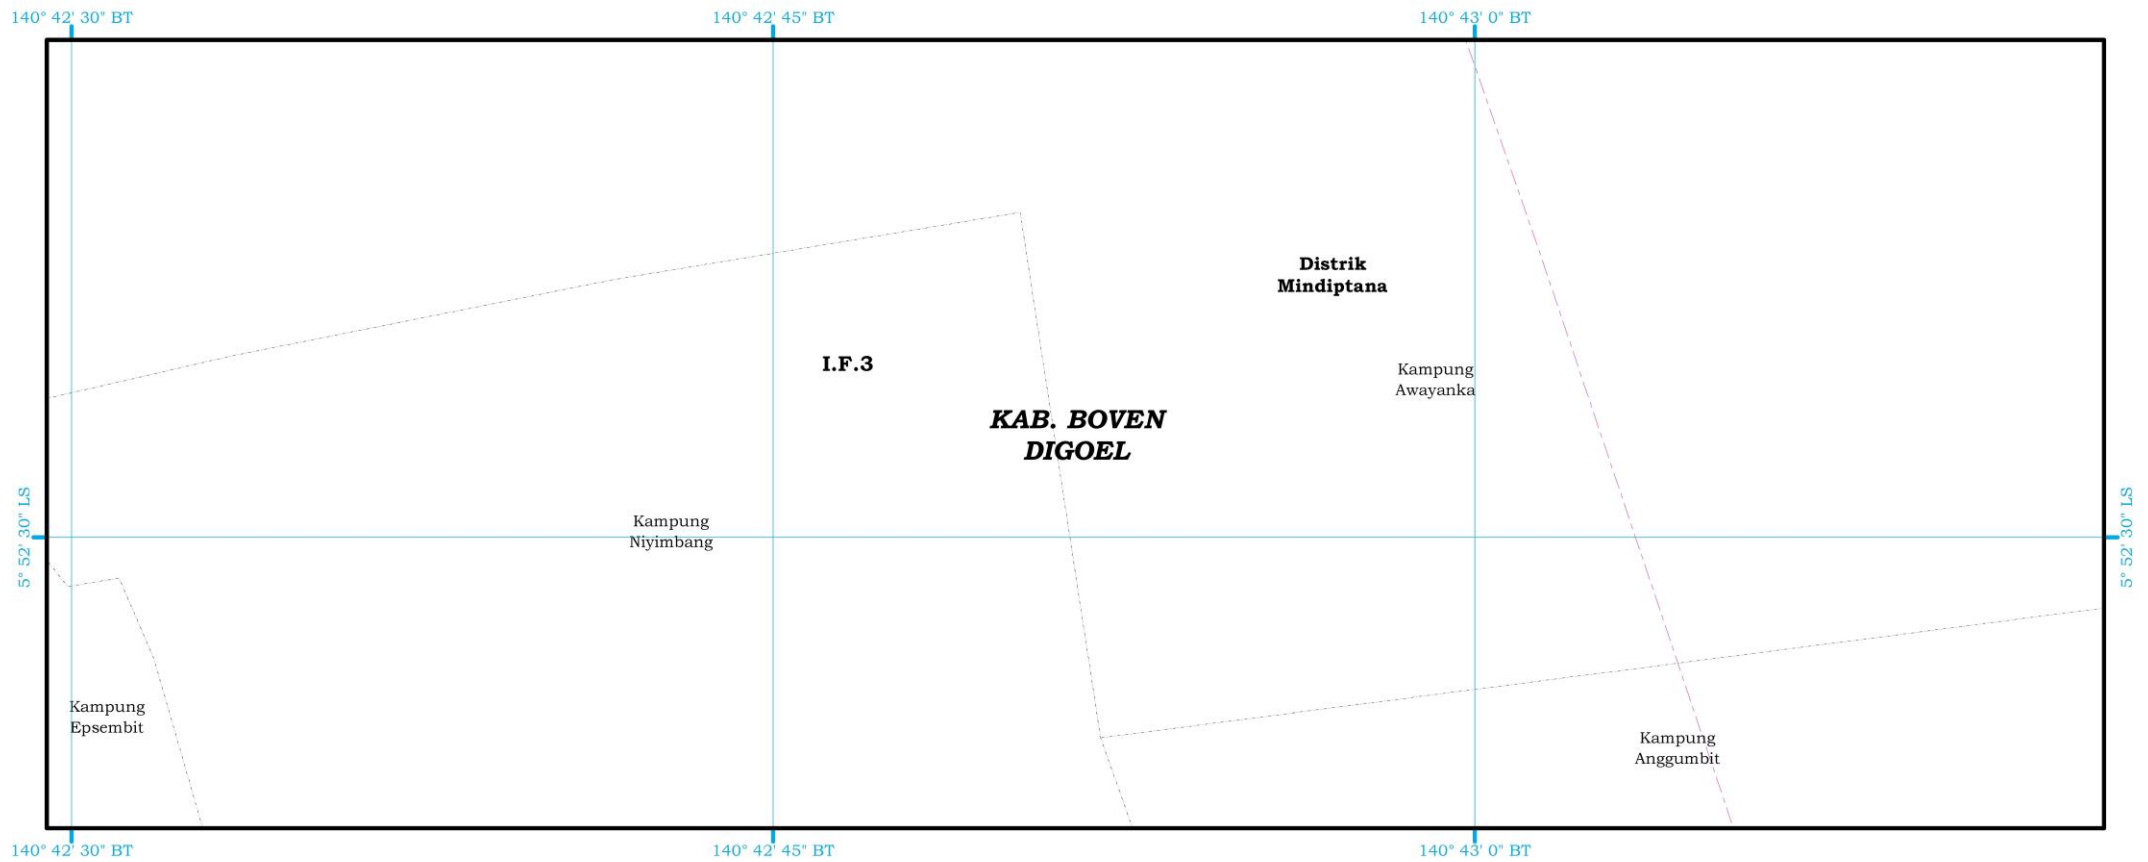 140° 42' 30" BT
140° 42' 45" BT
140° 43' 0" BT
Distrik
Mindiptana
I.F.3
Kampung
Awayanka
KAB. BOVEN
DIGOEL
5° 52' 30" LS
5° 52' 30" LS
Kampung
Niyimbang
Kampung
Epsembit
Kampung
Anggumbit
140° 42' 30" BT
140° 42' 45" BT
140° 43' 0" BT